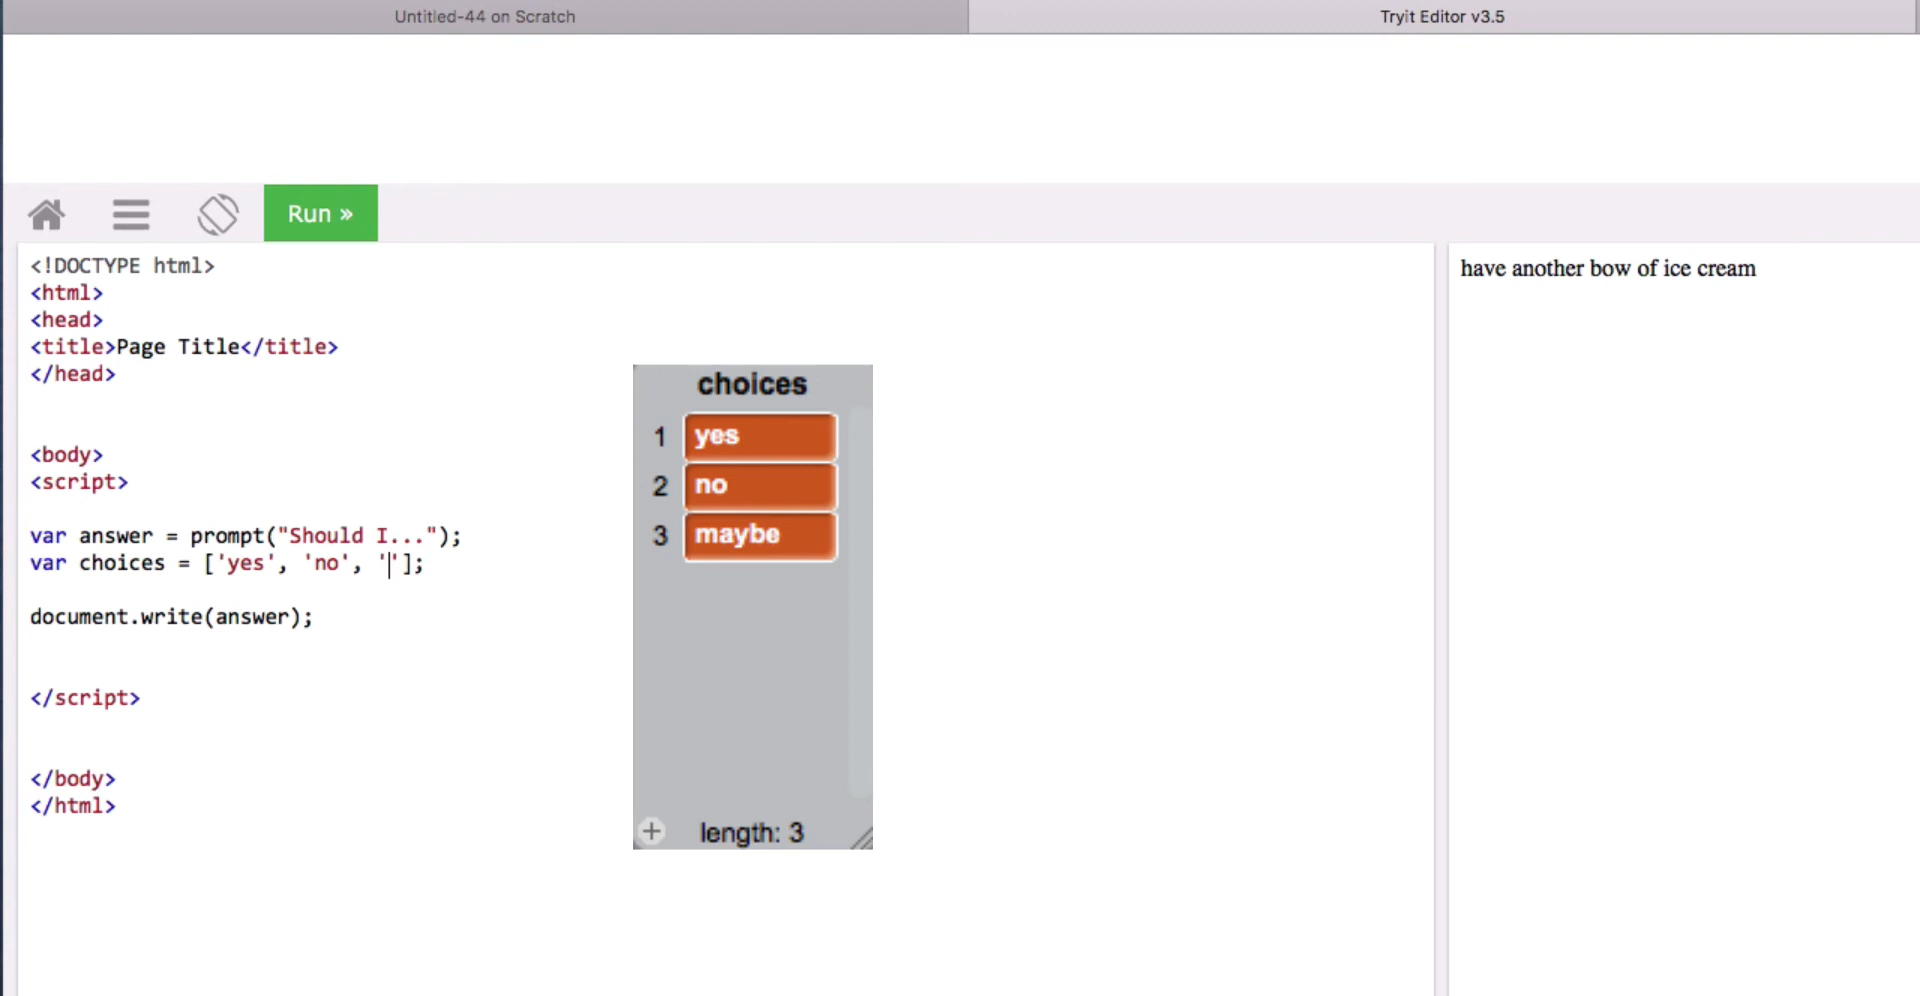 Untitled-44 on Scratch
Tryit Editor v3.5
Run »
<!DOCTYPE html>
<html>
<head>
<title>Page Title</title>
</head>
<body>
<script>
var answer = prompt("Should I...");
var choices = ['yes', 'no', ''];
document.write(answer);
</script>
</body>
</html>
choices
1 yes
2 no
3 maybe
+ length: 3
have another bow of ice cream